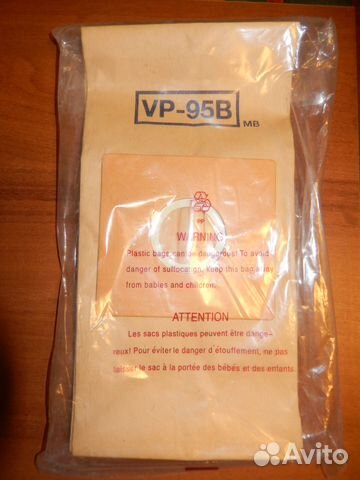 VP-95B
MB
PP
WARNING
Plastic bags can be dangerous! To avoid
danger of suffocation, Keep this bag away
from babies and children.
ATTENTION
Les sacs plastiques peuvent être dange-
reux! Pour éviter le danger d'étouffement, ne pas
laisser le sac à la portée des bébés et des enfants.
Avito